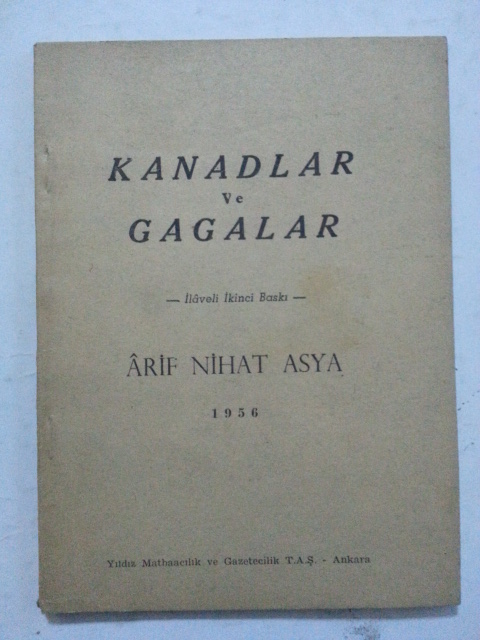 KANADLAR
Ve
GAGALAR
— İlâveli İkinci Baskı —
ÂRİF NİHAT ASYA
1956
Yıldız Matbaacılık ve Gazetecilik T.A.Ş. - Ankara